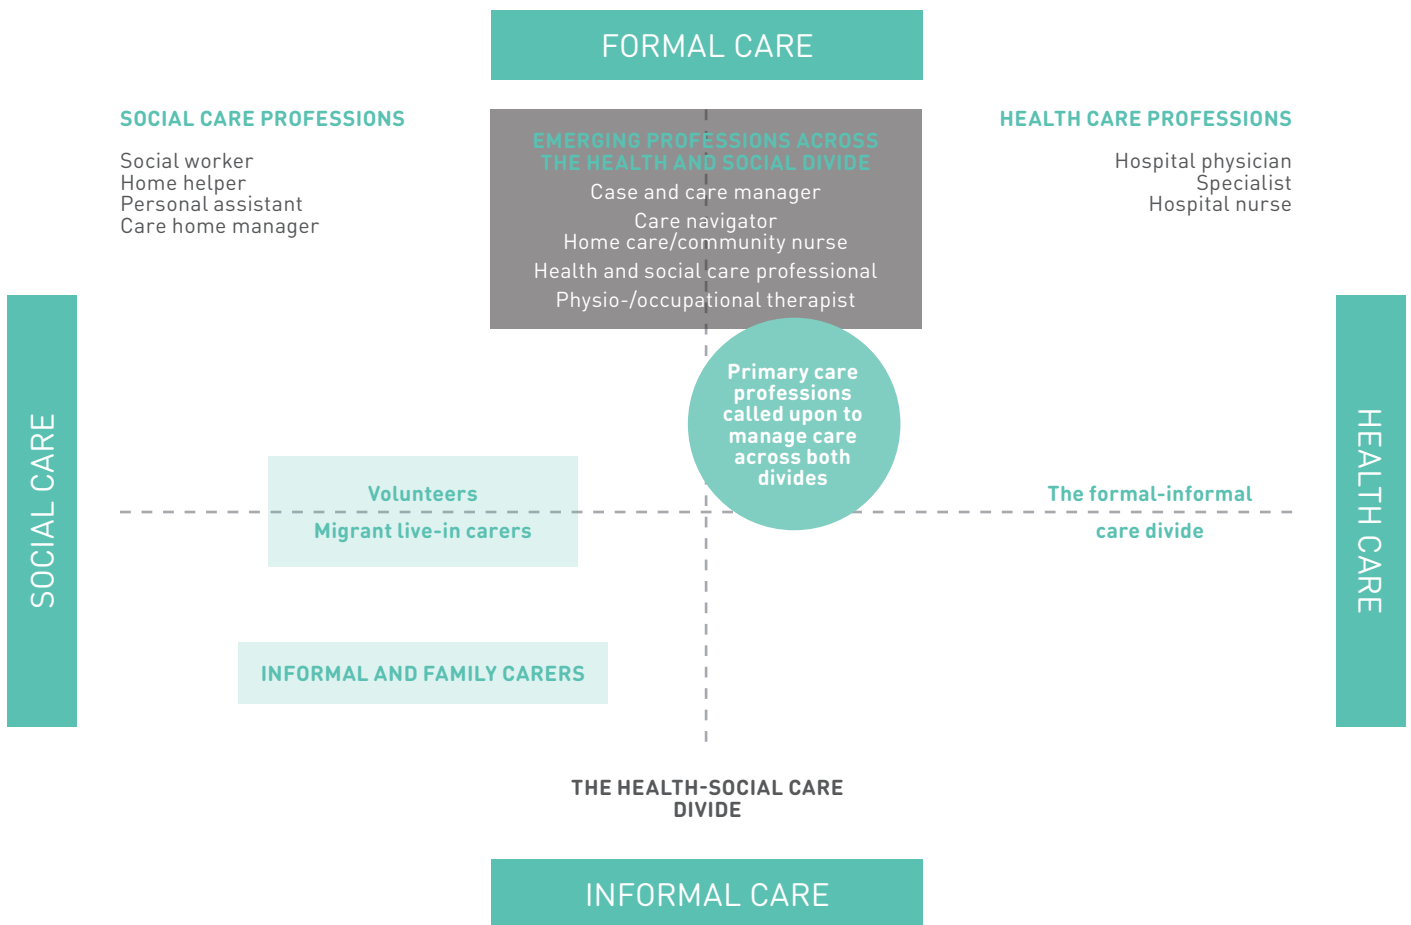 FORMAL CARE
SOCIAL CARE PROFESSIONS
Social worker
Home helper
Personal assistant
Care home manager
EMERGING PROFESSIONS ACROSS
THE HEALTH AND SOCIAL DIVIDE
Case and care manager
Care navigator
Home care/community nurse
Health and social care professional
Physio-/occupational therapist
HEALTH CARE PROFESSIONS
Hospital physician
Specialist
Hospital nurse
SOCIAL CARE
Primary care
professions
called upon to
manage care
across both
divides
HEALTH CARE
Volunteers
Migrant live-in carers
The formal-informal
care divide
INFORMAL AND FAMILY CARERS
THE HEALTH-SOCIAL CARE
DIVIDE
INFORMAL CARE